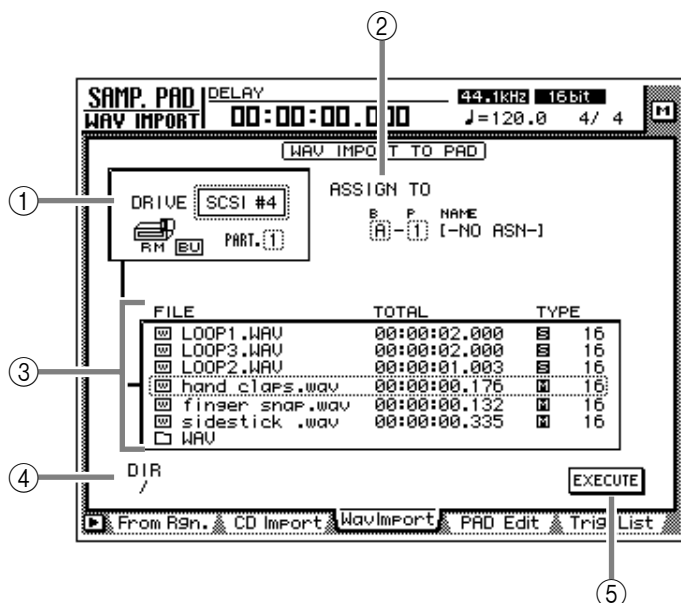 ②
SAMP. PAD DELAY 44.1kHz 16bit
WAV IMPORT 00:00:00.000 ♩=120.0 4/ 4 M
WAV IMPORT TO PAD
①
DRIVE SCSI #4 ASSIGN TO
B P NAME
RM BU PART. 1 A-1 [-NO ASN-]
FILE TOTAL TYPE
W LOOP1.WAV 00:00:02.000 S 16
W LOOP3.WAV 00:00:02.000 S 16
③
W LOOP2.WAV 00:00:01.003 S 16
W hand claps.wav 00:00:00.176 M 16
W finger snap.wav 00:00:00.132 M 16
W sidestick .wav 00:00:00.335 M 16
WAV
④
DIR
/
EXECUTE
From Rgn. CD Import WavImport PAD Edit Trig List
⑤